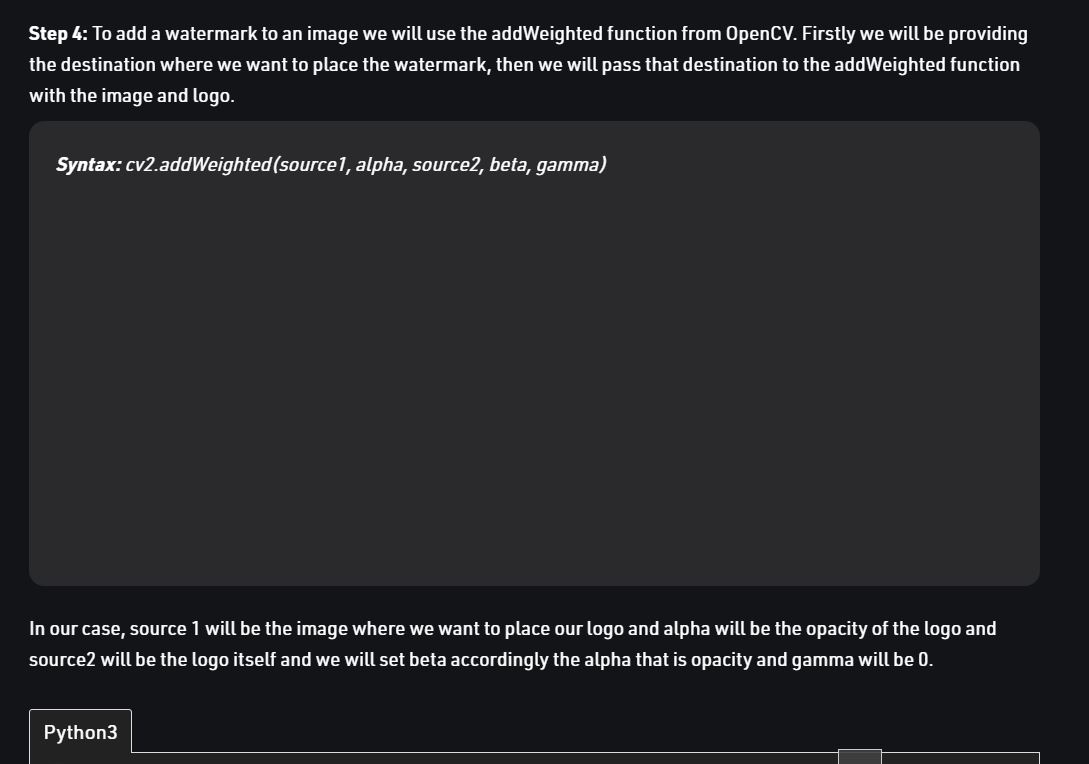 Step 4: To add a watermark to an image we will use the addWeighted function from OpenCV. Firstly we will be providing
the destination where we want to place the watermark, then we will pass that destination to the addWeighted function
with the image and logo.
Syntax: cv2.addWeighted(source1, alpha, source2, beta, gamma)
In our case, source 1 will be the image where we want to place our logo and alpha will be the opacity of the logo and
source2 will be the logo itself and we will set beta accordingly the alpha that is opacity and gamma will be 0.
Python3